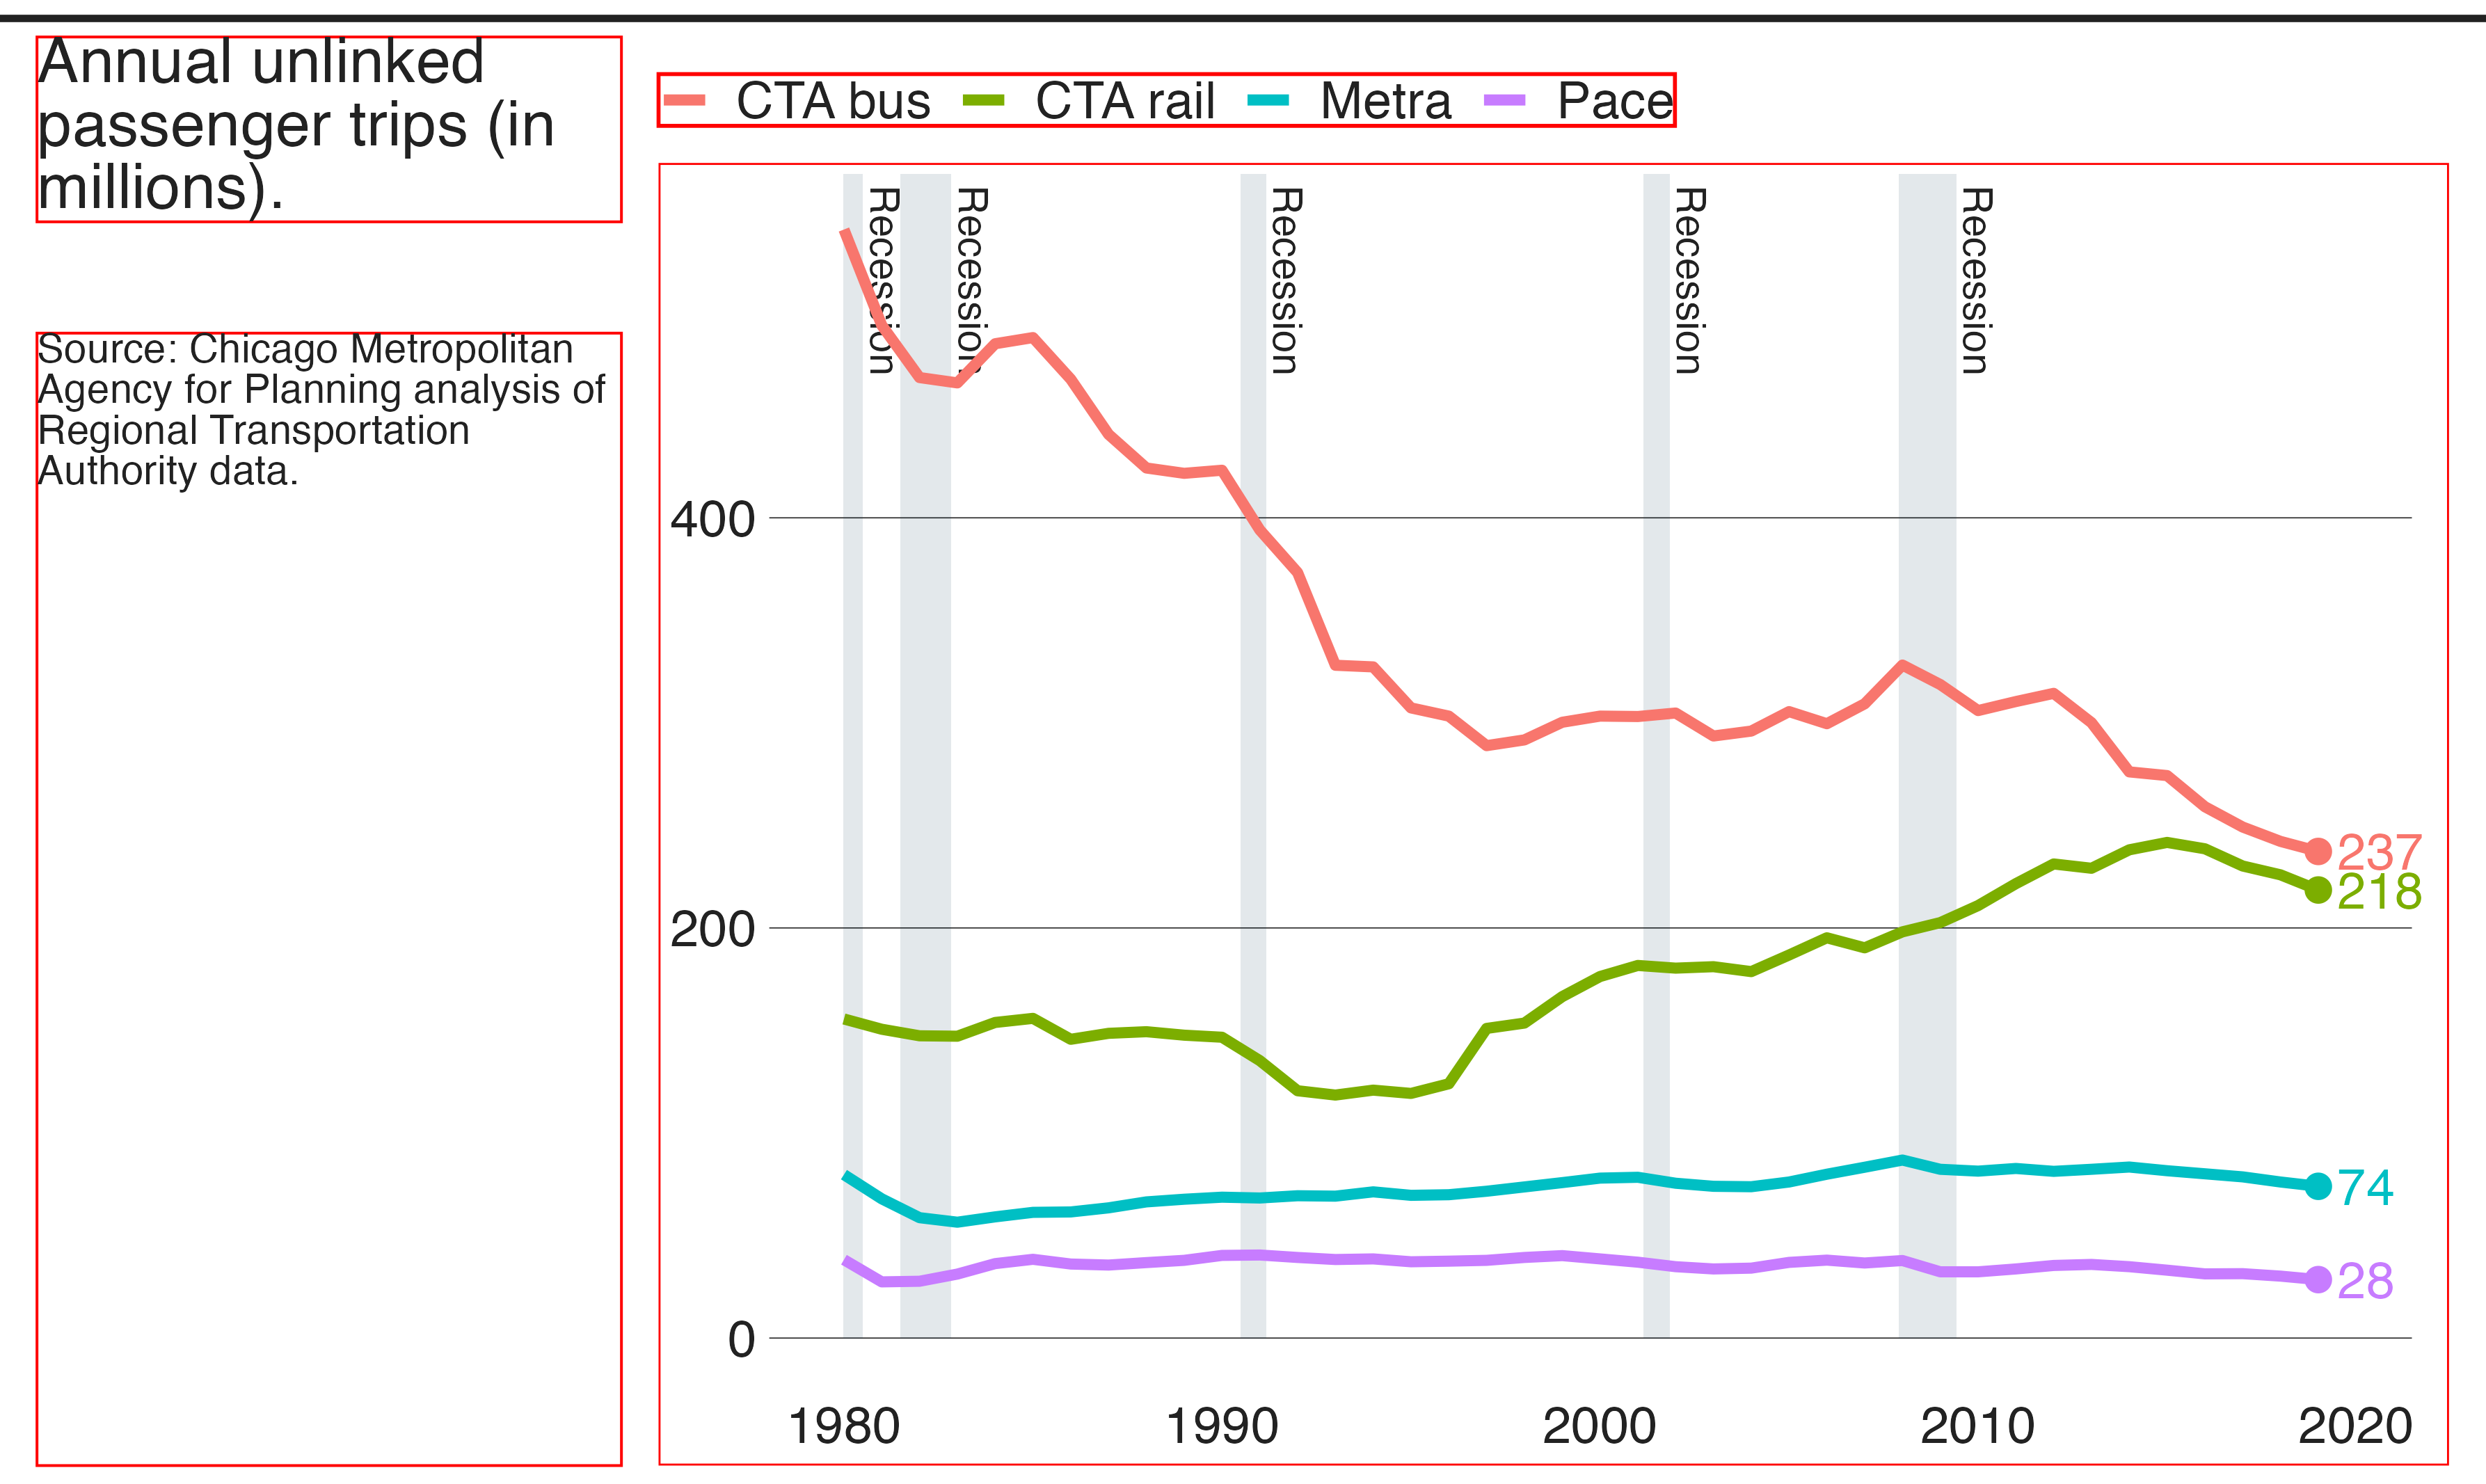 Annual unlinked
passenger trips (in
millions).
Source: Chicago Metropolitan
Agency for Planning analysis of
Regional Transportation
Authority data.
CTA bus CTA rail Metra Pace
Recession Recession Recession Recession Recession
400
200
0
237
218
74
28
1980 1990 2000 2010 2020